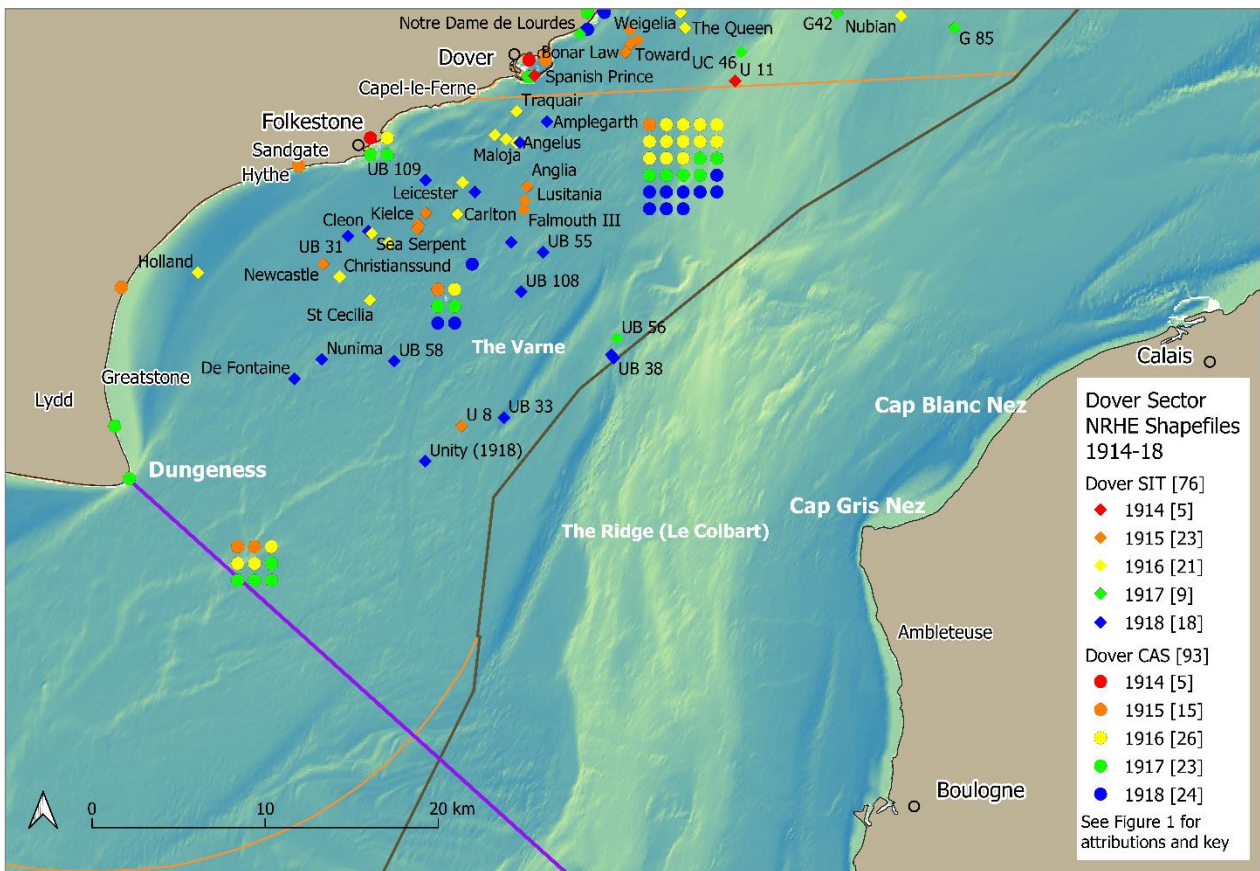 Notre Dame de Lourdes
Weigelia
The Queen
G42
Nubian
G 85
Dover
Bonar Law
Toward
UC 46
U 11
Spanish Prince
Capel-le-Ferne
Traquair
Folkestone
Amplegarth
Sandgate
Maloja
Angelus
Hythe
UB 109
Anglia
Leicester
Lusitania
Cleon
Kielce
Carlton
Falmouth III
UB 31
Sea Serpent
UB 55
Holland
Newcastle
Christianssund
UB 108
St Cecilia
UB 56
The Varne
Nunima
UB 58
UB 38
Calais
De Fontaine
Greatstone
Lydd
U 8
UB 33
Cap Blanc Nez
Unity (1918)
Dungeness
Cap Gris Nez
The Ridge (Le Colbart)
Ambleteuse
Boulogne
0 10 20 km
Dover Sector
NRHE Shapefiles
1914-18
Dover SIT [76]
1914 [5]
1915 [23]
1916 [21]
1917 [9]
1918 [18]
Dover CAS [93]
1914 [5]
1915 [15]
1916 [26]
1917 [23]
1918 [24]
See Figure 1 for
attributions and key